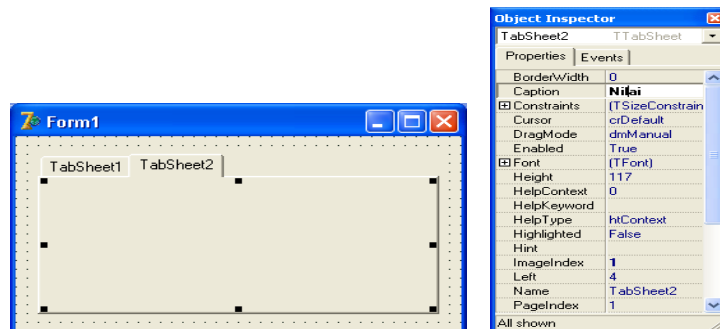 Form1
TabSheet1 TabSheet2
Object Inspector
TabSheet2 TTabSheet
Properties Events
BorderWidth 0
Caption Nilai
Constraints (TSizeConstrain
Cursor crDefault
DragMode dmManual
Enabled True
Font (TFont)
Height 117
HelpContext 0
HelpKeyword
HelpType htContext
Highlighted False
Hint
ImageIndex 1
Left 4
Name TabSheet2
PageIndex 1
All shown